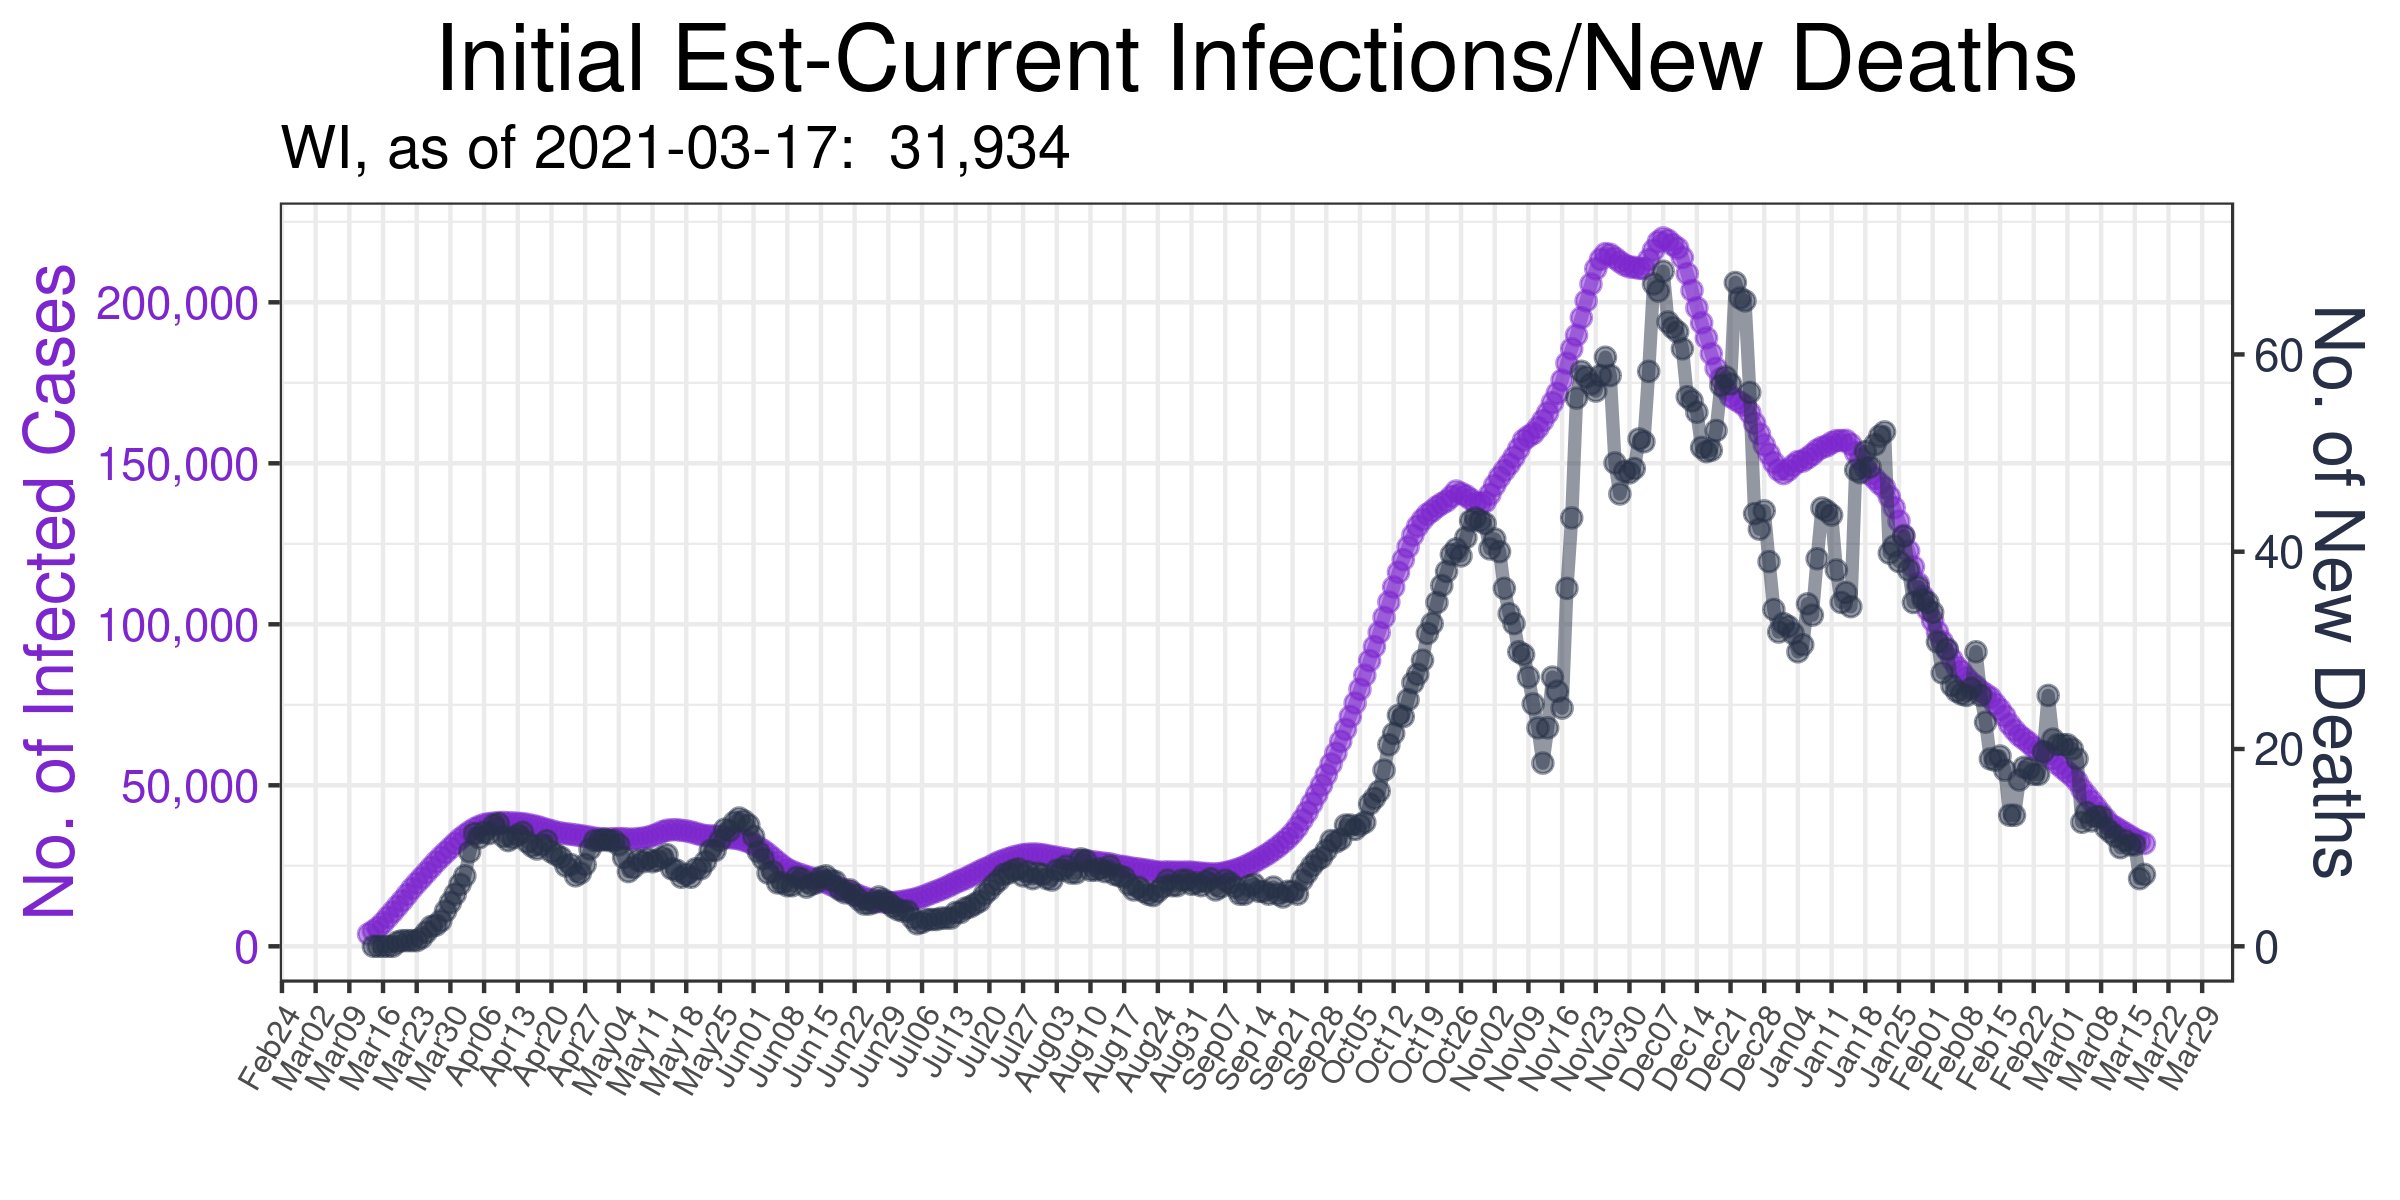 Initial Est-Current Infections/New Deaths
WI, as of 2021-03-17:  31,934
No. of Infected Cases
200,000
150,000
100,000
50,000
0
60
40
20
0
No. of New Deaths
Feb24
Mar02
Mar09
Mar16
Mar23
Mar30
Apr06
Apr13
Apr20
Apr27
May04
May11
May18
May25
Jun01
Jun08
Jun15
Jun22
Jun29
Jul06
Jul13
Jul20
Jul27
Aug03
Aug10
Aug17
Aug24
Aug31
Sep07
Sep14
Sep21
Sep28
Oct05
Oct12
Oct19
Oct26
Nov02
Nov09
Nov16
Nov23
Nov30
Dec07
Dec14
Dec21
Dec28
Jan04
Jan11
Jan18
Jan25
Feb01
Feb08
Feb15
Feb22
Mar01
Mar08
Mar15
Mar22
Mar29